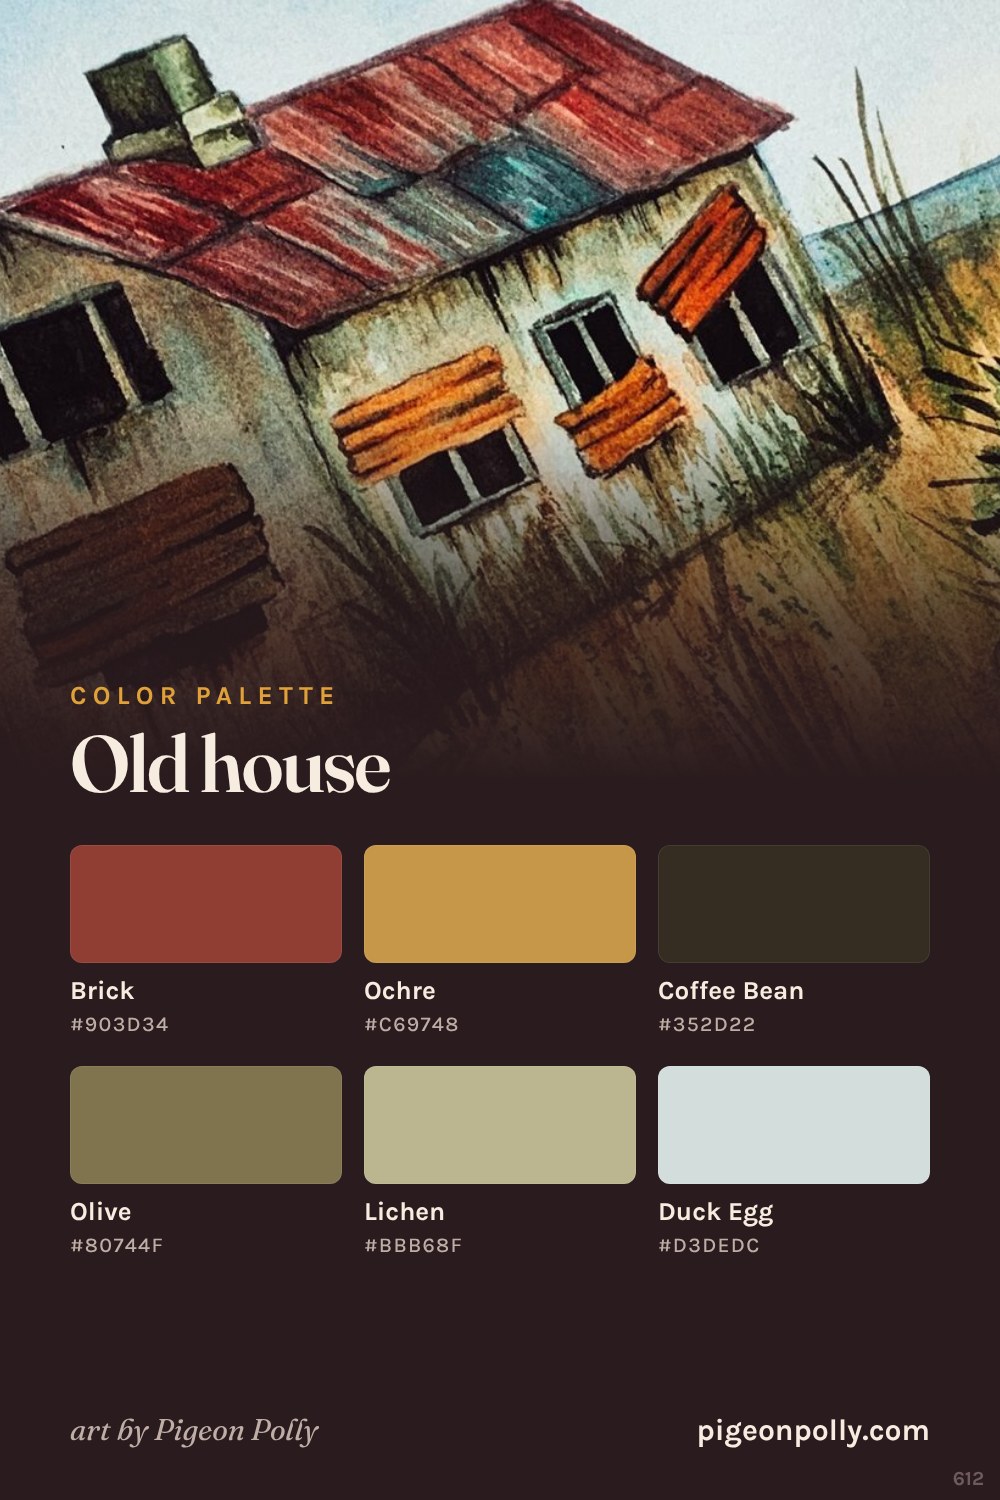 COLOR PALETTE
Old house
Brick
#903D34
Ochre
#C69748
Coffee Bean
#352D22
Olive
#80744F
Lichen
#BBB68F
Duck Egg
#D3DEDC
art by Pigeon Polly
pigeonpolly.com
612